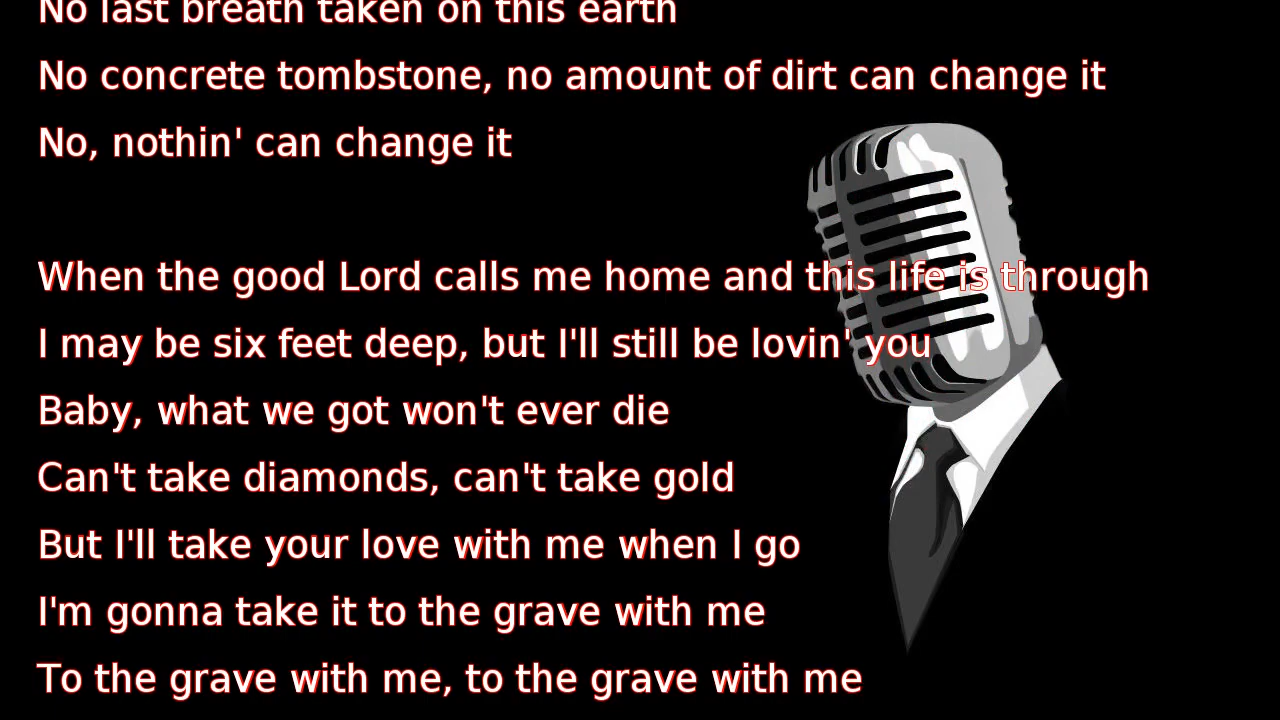 No last breath taken on this earth
No concrete tombstone, no amount of dirt can change it
No, nothin' can change it
When the good Lord calls me home and this life is through
I may be six feet deep, but I'll still be lovin' you
Baby, what we got won't ever die
Can't take diamonds, can't take gold
But I'll take your love with me when I go
I'm gonna take it to the grave with me
To the grave with me, to the grave with me